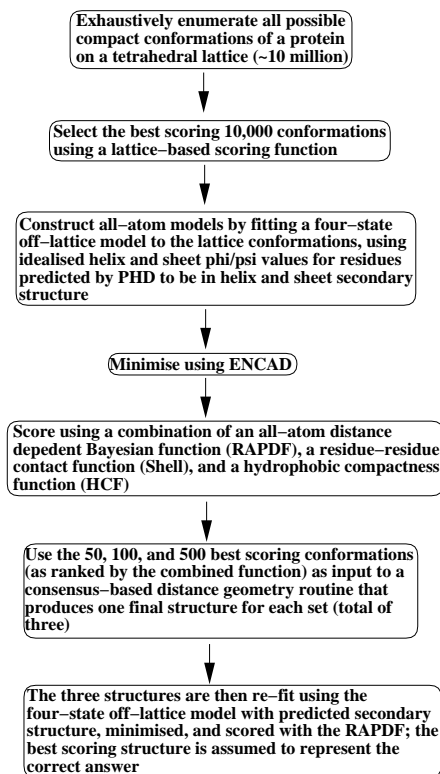 Exhaustively enumerate all possible
compact conformations of a protein
on a tetrahedral lattice (~10 million)
Select the best scoring 10,000 conformations
using a lattice−based scoring function
Construct all−atom models by fitting a four−state
off−lattice model to the lattice conformations, using
idealised helix and sheet phi/psi values for residues
predicted by PHD to be in helix and sheet secondary
structure
Minimise using ENCAD
Score using a combination of an all−atom distance
depedent Bayesian function (RAPDF), a residue−residue
contact function (Shell), and a hydrophobic compactness
function (HCF)
Use the 50, 100, and 500 best scoring conformations
(as ranked by the combined function) as input to a
consensus−based distance geometry routine that
produces one final structure for each set (total of
three)
The three structures are then re−fit using the
four−state off−lattice model with predicted secondary
structure, minimised, and scored with the RAPDF; the
best scoring structure is assumed to represent the
correct answer